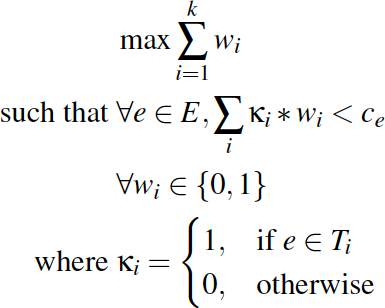 max ∑_{i=1}^{k} w_i
such that ∀e ∈ E, ∑_i κ_i * w_i < c_e
∀w_i ∈ {0, 1}
where κ_i = { 1, if e ∈ T_i
0, otherwise